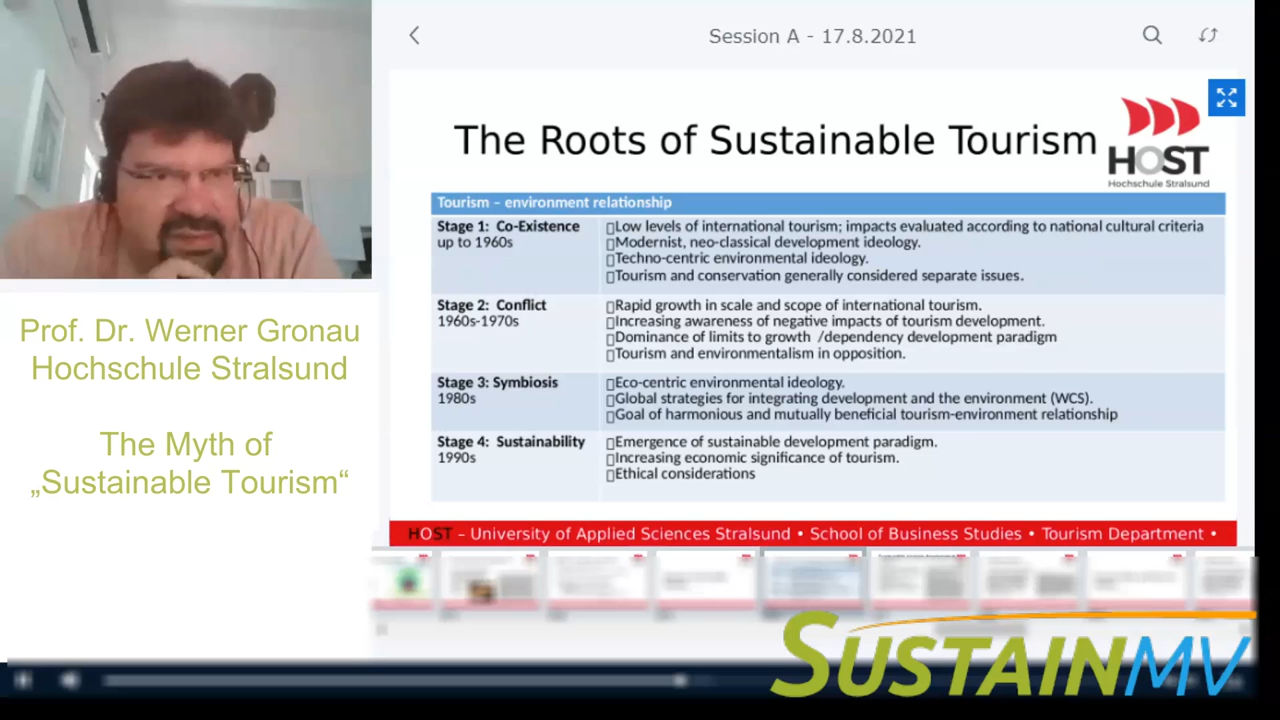 Session A - 17.8.2021
The Roots of Sustainable Tourism
HOST
Hochschule Stralsund
Tourism – environment relationship
Stage 1: Co-Existence
up to 1960s
Low levels of international tourism; impacts evaluated according to national cultural criteria
Modernist, neo-classical development ideology.
Techno-centric environmental ideology.
Tourism and conservation generally considered separate issues.
Stage 2: Conflict
1960s-1970s
Rapid growth in scale and scope of international tourism.
Increasing awareness of negative impacts of tourism development.
Dominance of limits to growth /dependency development paradigm
Tourism and environmentalism in opposition.
Stage 3: Symbiosis
1980s
Eco-centric environmental ideology.
Global strategies for integrating development and the environment (WCS).
Goal of harmonious and mutually beneficial tourism-environment relationship
Stage 4: Sustainability
1990s
Emergence of sustainable development paradigm.
Increasing economic significance of tourism.
Ethical considerations
HOST – University of Applied Sciences Stralsund • School of Business Studies • Tourism Department •
Prof. Dr. Werner Gronau
Hochschule Stralsund
The Myth of
„Sustainable Tourism“
SUSTAINMV